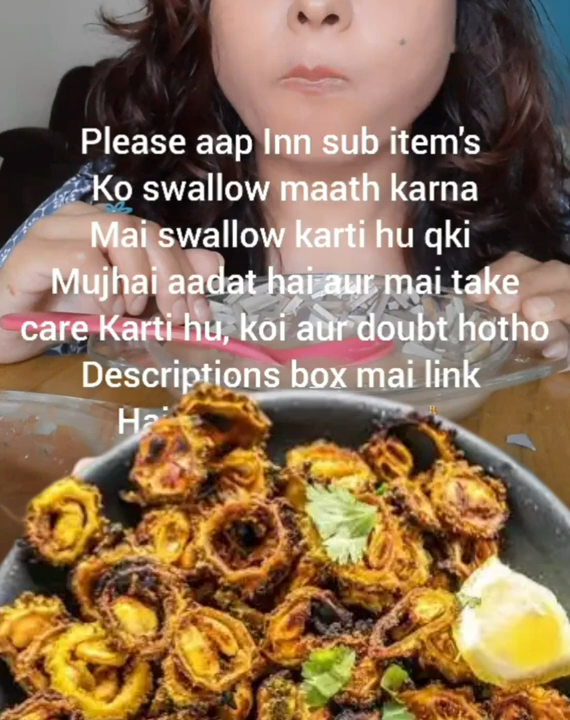 Please aap Inn sub item's
Ko swallow maath karna
Mai swallow karti hu qki
Mujhai aadat hai aur mai take
care Karti hu, koi aur doubt hotho
Descriptions box mai link